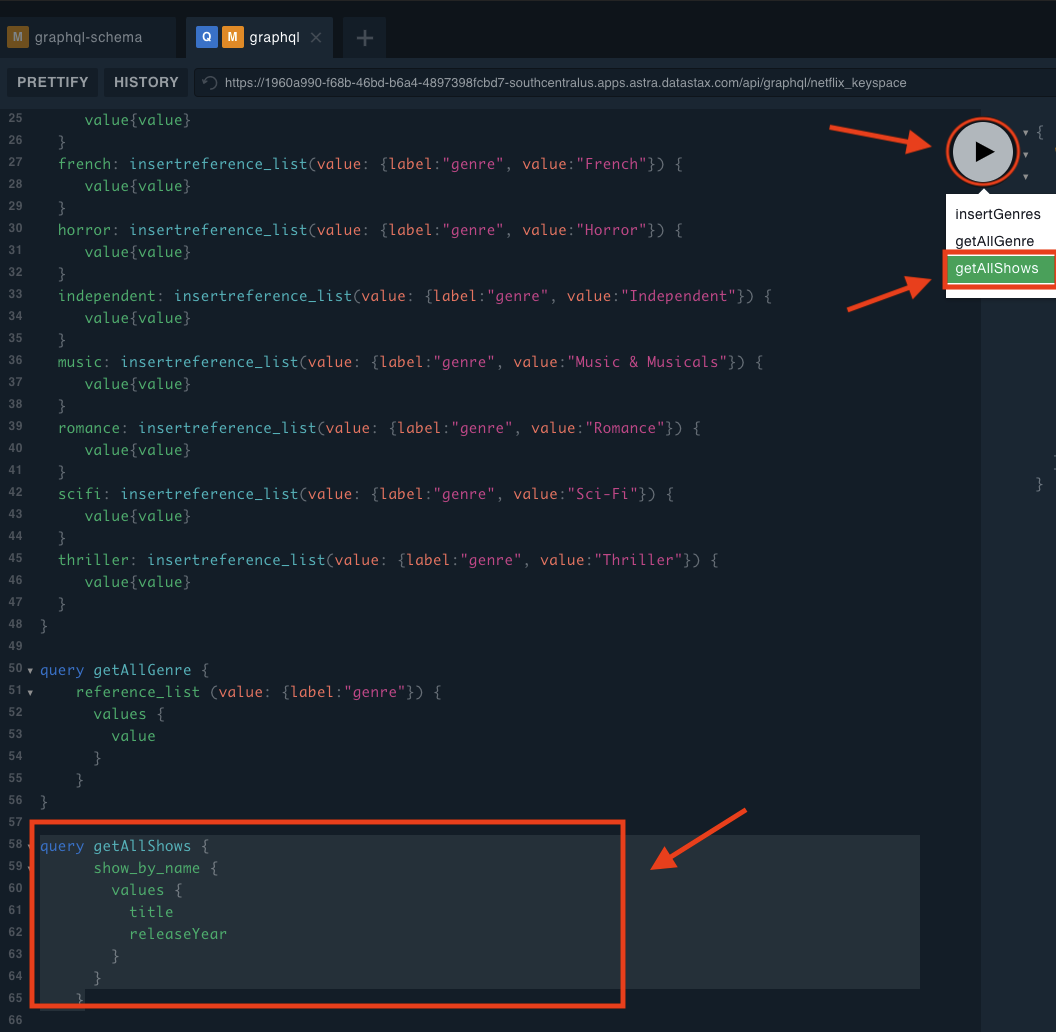 M graphql-schema Q M graphql × +
PRETTIFY HISTORY https://1960a990-f68b-46bd-b6a4-4897398fcbd7-southcentralus.apps.astra.datastax.com/api/graphql/netflix_keyspace
25 value{value}
26 }
27 french: insertreference_list(value: {label:"genre", value:"French"}) {
28 value{value}
29 }
30 horror: insertreference_list(value: {label:"genre", value:"Horror"}) {
31 value{value}
32 }
33 independent: insertreference_list(value: {label:"genre", value:"Independent"}) {
34 value{value}
35 }
36 music: insertreference_list(value: {label:"genre", value:"Music & Musicals"}) {
37 value{value}
38 }
39 romance: insertreference_list(value: {label:"genre", value:"Romance"}) {
40 value{value}
41 }
42 scifi: insertreference_list(value: {label:"genre", value:"Sci-Fi"}) {
43 value{value}
44 }
45 thriller: insertreference_list(value: {label:"genre", value:"Thriller"}) {
46 value{value}
47 }
48 }
49
50 query getAllGenre {
51 reference_list (value: {label:"genre"}) {
52 values {
53 value
54 }
55 }
56 }
57
58 query getAllShows {
59 show_by_name {
60 values {
61 title
62 releaseYear
63 }
64 }
65 }
66
{
insertGenres
getAllGenre
getAllShows
}